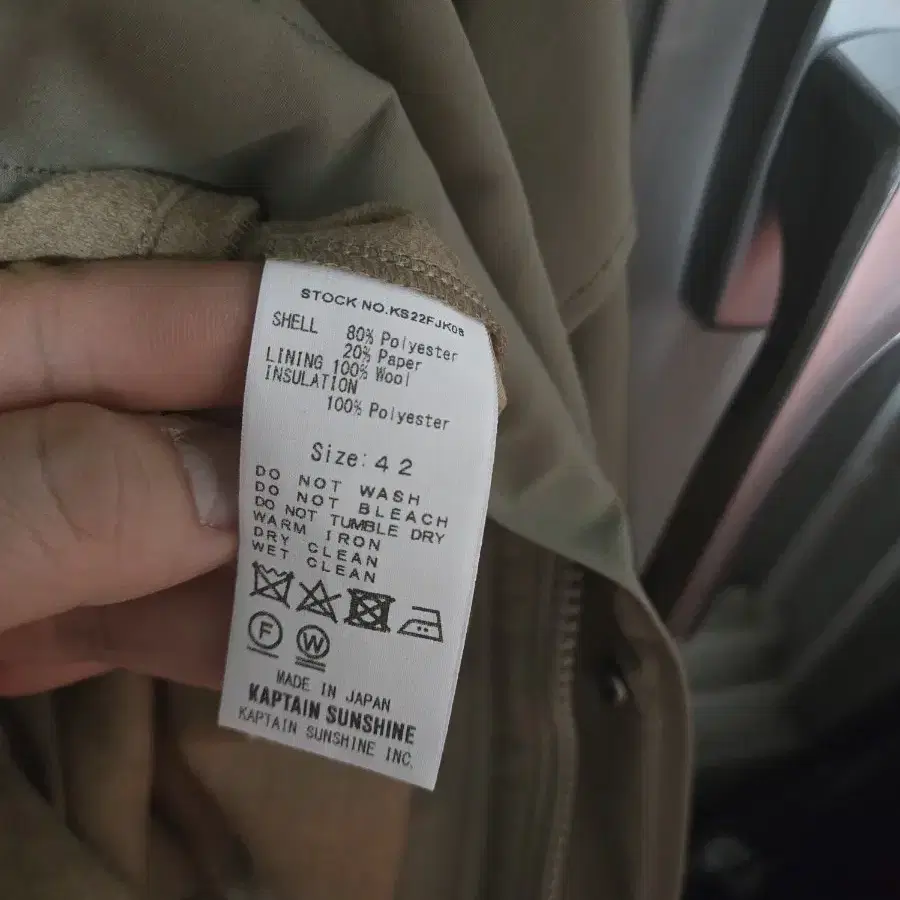 STOCK NO.KS22FJK08
SHELL 80% Polyester
20% Paper
LINING 100% Wool
INSULATION
100% Polyester
Size: 42
DO NOT WASH
DO NOT BLEACH
DO NOT TUMBLE DRY
WARM IRON
DRY CLEAN
WET CLEAN
F W
MADE IN JAPAN
KAPTAIN SUNSHINE
KAPTAIN SUNSHINE INC.